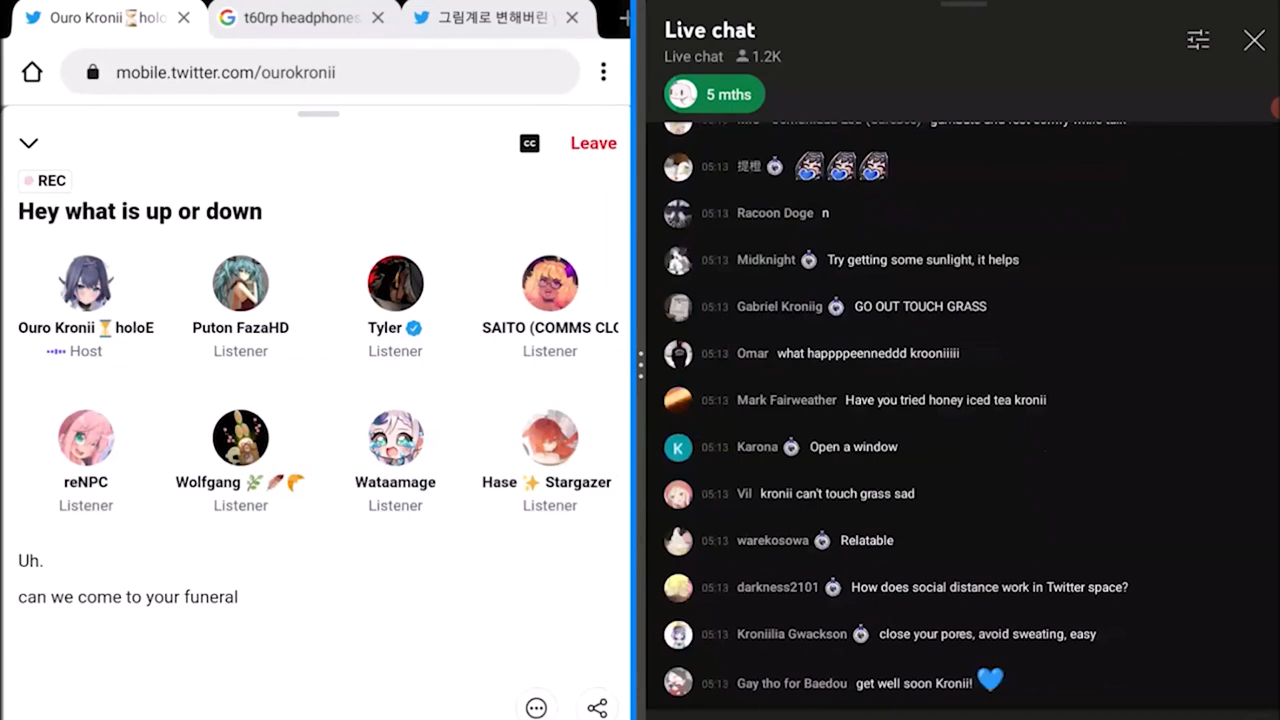 Ouro Kronii⏳holo
t60rp headphones
그림계로 변해버린
mobile.twitter.com/ourokronii
CC
Leave
REC
Hey what is up or down
Ouro Kronii⏳holoE
Host
Puton FazaHD
Listener
Tyler
Listener
SAITO (COMMS CLO
Listener
reNPC
Listener
Wolfgang
Listener
Wataamage
Listener
Hase ✨ Stargazer
Listener
Uh.
can we come to your funeral
Live chat
Live chat 1.2K
5 mths
05:13 提橙
05:13 Racoon Doge n
05:13 Midknight Try getting some sunlight, it helps
05:13 Gabriel Kroniig GO OUT TOUCH GRASS
05:13 Omar what happppeenneddd krooniiiii
05:13 Mark Fairweather Have you tried honey iced tea kronii
K
05:13 Karona Open a window
05:13 Vil kronii can't touch grass sad
05:13 warekosowa Relatable
05:13 darkness2101 How does social distance work in Twitter space?
05:13 Kroniilia Gwackson close your pores, avoid sweating, easy
05:13 Gay tho for Baedou get well soon Kronii! 💙